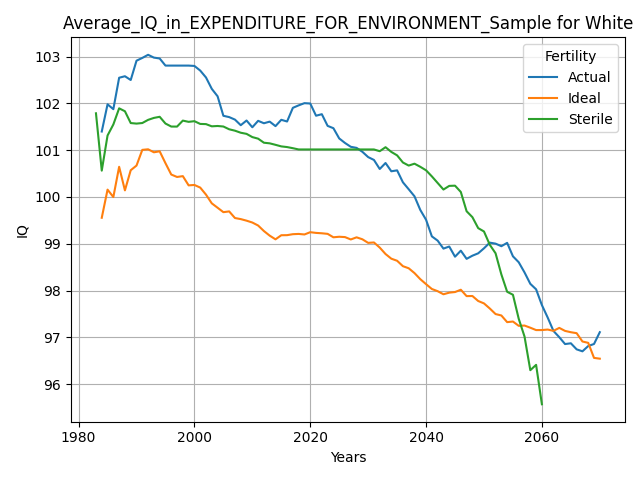 Average_IQ_in_EXPENDITURE_FOR_ENVIRONMENT_Sample for White
103
102
101
100
99
98
97
96
IQ
1980
2000
2020
2040
2060
Years
Fertility
Actual
Ideal
Sterile